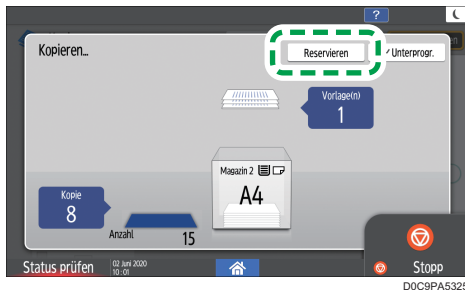 ?
Kopieren...
Reservieren
Unterprogr.
Vorlage(n)
1
Magazin 2
A4
Kopie
8
Anzahl
15
Status prüfen
02 Juni 2020
10:01
Stopp
D0C9PA5325